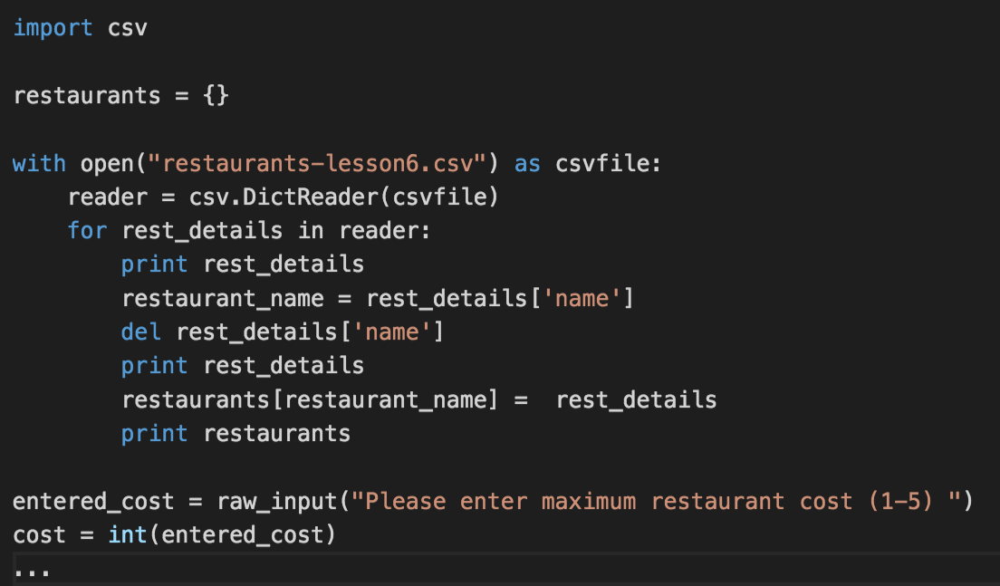 import csv
restaurants = {}
with open("restaurants-lesson6.csv") as csvfile:
    reader = csv.DictReader(csvfile)
    for rest_details in reader:
        print rest_details
        restaurant_name = rest_details['name']
        del rest_details['name']
        print rest_details
        restaurants[restaurant_name] =  rest_details
        print restaurants
entered_cost = raw_input("Please enter maximum restaurant cost (1-5) ")
cost = int(entered_cost)
...